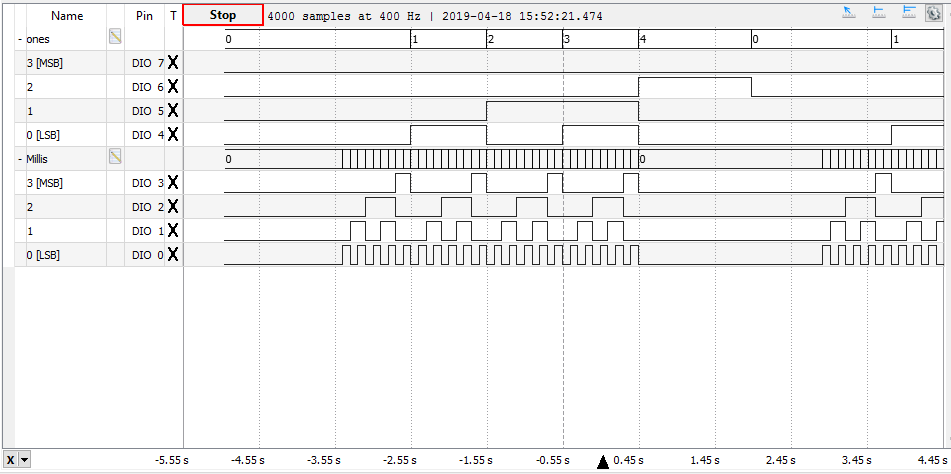 Name Pin T Stop 4000 samples at 400 Hz | 2019-04-18 15:52:21.474
- ones 0 1 2 3 4 0 1
3 [MSB] DIO 7 X
2 DIO 6 X
1 DIO 5 X
0 [LSB] DIO 4 X
- Millis 0 0
3 [MSB] DIO 3 X
2 DIO 2 X
1 DIO 1 X
0 [LSB] DIO 0 X
X -5.55 s -4.55 s -3.55 s -2.55 s -1.55 s -0.55 s 0.45 s 1.45 s 2.45 s 3.45 s 4.45 s